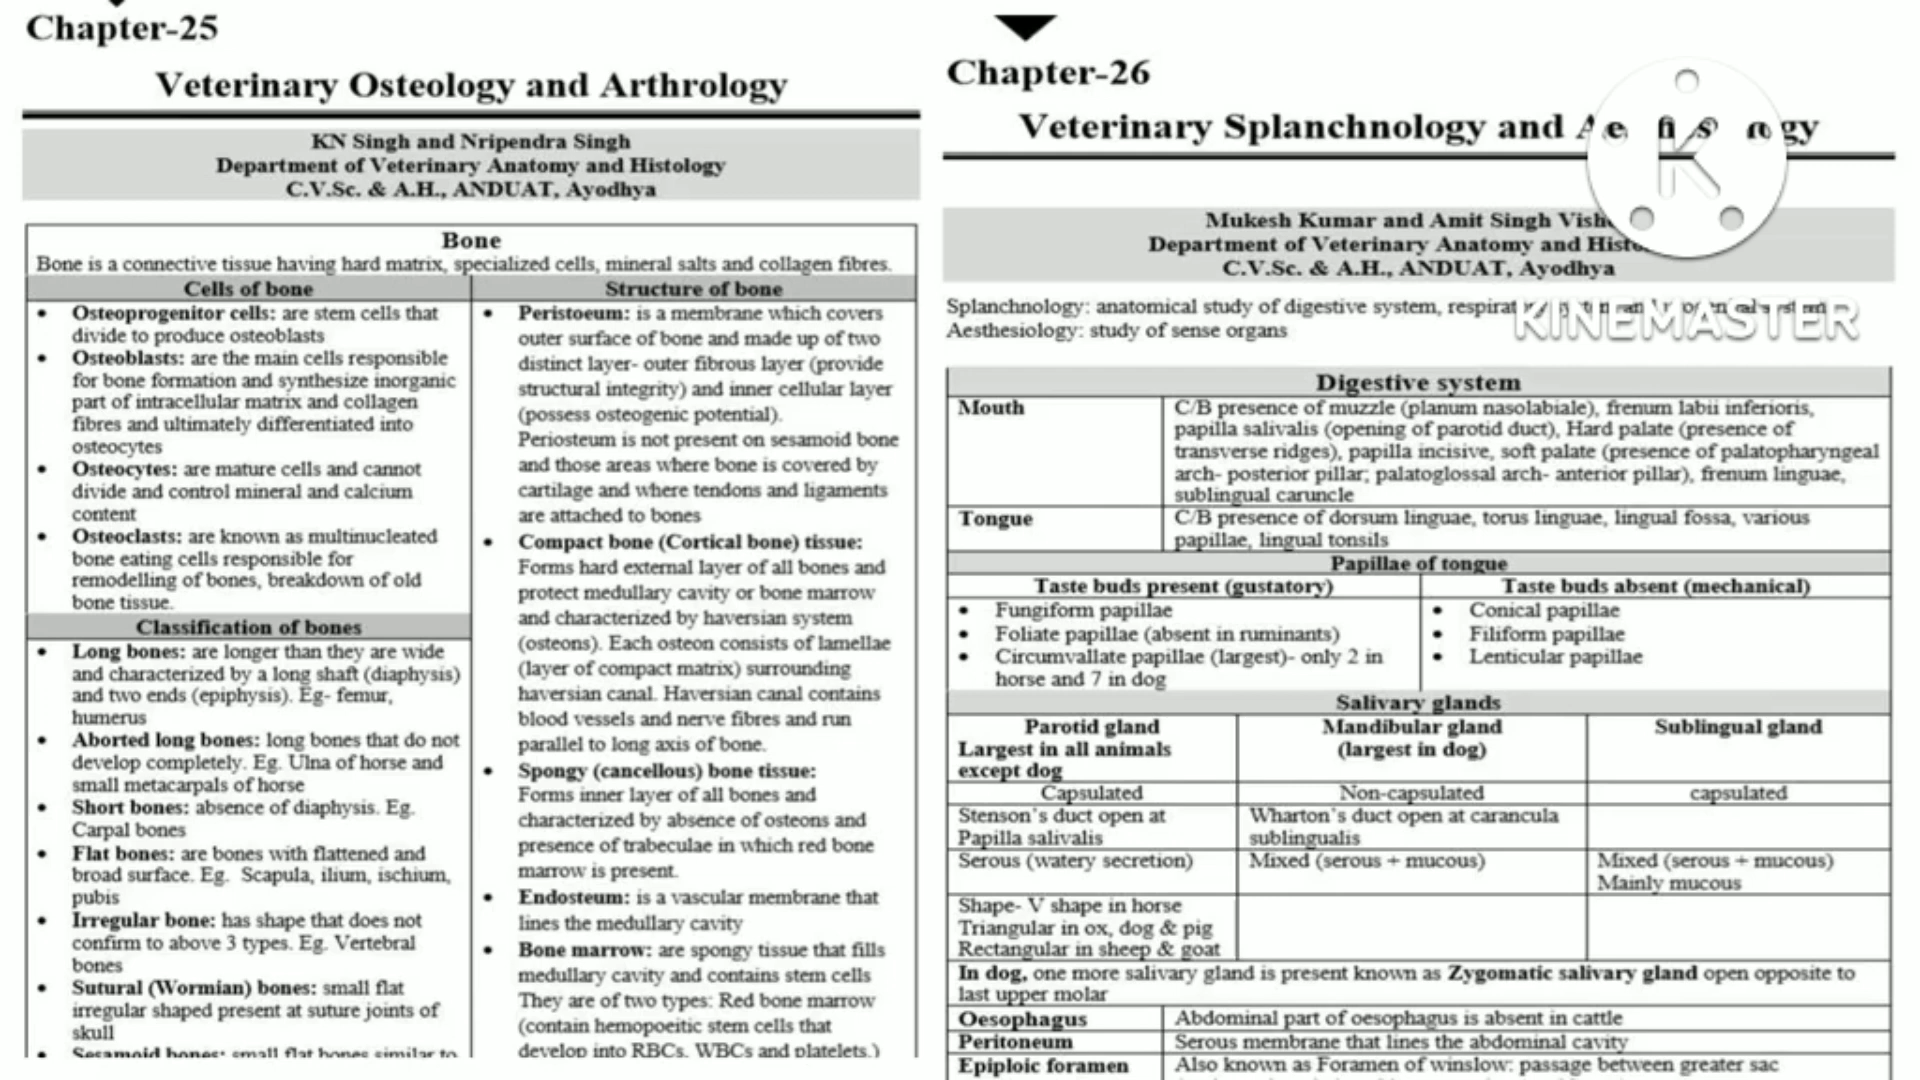 Chapter-25
Veterinary Osteology and Arthrology
KN Singh and Nripendra Singh
Department of Veterinary Anatomy and Histology
C.V.Sc. & A.H., ANDUAT, Ayodhya
Bone
Bone is a connective tissue having hard matrix, specialized cells, mineral salts and collagen fibres.
Cells of bone
• Osteoprogenitor cells: are stem cells that
divide to produce osteoblasts
• Osteoblasts: are the main cells responsible
for bone formation and synthesize inorganic
part of intracellular matrix and collagen
fibres and ultimately differentiated into
osteocytes
• Osteocytes: are mature cells and cannot
divide and control mineral and calcium
content
• Osteoclasts: are known as multinucleated
bone eating cells responsible for
remodelling of bones, breakdown of old
bone tissue.
Classification of bones
• Long bones: are longer than they are wide
and characterized by a long shaft (diaphysis)
and two ends (epiphysis). Eg- femur,
humerus
• Aborted long bones: long bones that do not
develop completely. Eg. Ulna of horse and
small metacarpals of horse
• Short bones: absence of diaphysis. Eg.
Carpal bones
• Flat bones: are bones with flattened and
broad surface. Eg. Scapula, ilium, ischium,
pubis
• Irregular bone: has shape that does not
confirm to above 3 types. Eg. Vertebral
bones
• Sutural (Wormian) bones: small flat
irregular shaped present at suture joints of
skull
• Sesamoid bones: small flat bones similar to
Structure of bone
• Peristoeum: is a membrane which covers
outer surface of bone and made up of two
distinct layer- outer fibrous layer (provide
structural integrity) and inner cellular layer
(possess osteogenic potential).
Periosteum is not present on sesamoid bone
and those areas where bone is covered by
cartilage and where tendons and ligaments
are attached to bones
• Compact bone (Cortical bone) tissue:
Forms hard external layer of all bones and
protect medullary cavity or bone marrow
and characterized by haversian system
(osteons). Each osteon consists of lamellae
(layer of compact matrix) surrounding
haversian canal. Haversian canal contains
blood vessels and nerve fibres and run
parallel to long axis of bone.
• Spongy (cancellous) bone tissue:
Forms inner layer of all bones and
characterized by absence of osteons and
presence of trabeculae in which red bone
marrow is present.
• Endosteum: is a vascular membrane that
lines the medullary cavity
• Bone marrow: are spongy tissue that fills
medullary cavity and contains stem cells
They are of two types: Red bone marrow
(contain hemopoeitic stem cells that
develop into RBCs, WBCs and platelets.)
Chapter-26
Veterinary Splanchnology and
Mukesh Kumar and Amit Singh
Department of Veterinary Anatomy and
C.V.Sc. & A.H., ANDUAT, Ayodhya
Splanchnology: anatomical study of digestive system,
Aesthesiology: study of sense organs
K
KINEMASTER
Digestive system
Mouth
C/B presence of muzzle (planum nasolabiale), frenum labii inferioris,
papilla salivalis (opening of parotid duct), Hard palate (presence of
transverse ridges), papilla incisive, soft palate (presence of palatopharyngeal
arch- posterior pillar; palatoglossal arch- anterior pillar), frenum linguae,
sublingual caruncle
Tongue
C/B presence of dorsum linguae, torus linguae, lingual fossa, various
papillae, lingual tonsils
Papillae of tongue
Taste buds present (gustatory)
• Fungiform papillae
• Foliate papillae (absent in ruminants)
• Circumvallate papillae (largest)- only 2 in
horse and 7 in dog
Taste buds absent (mechanical)
• Conical papillae
• Filiform papillae
• Lenticular papillae
Salivary glands
Parotid gland Mandibular gland Sublingual gland
Largest in all animals (largest in dog)
except dog
Capsulated Non-capsulated capsulated
Stenson's duct open at Wharton's duct open at carancula
Papilla salivalis sublingualis
Serous (watery secretion) Mixed (serous + mucous) Mixed (serous + mucous)
Mainly mucous
Shape- V shape in horse
Triangular in ox, dog & pig
Rectangular in sheep & goat
In dog, one more salivary gland is present known as Zygomatic salivary gland open opposite to
last upper molar
Oesophagus Abdominal part of oesophagus is absent in cattle
Peritoneum Serous membrane that lines the abdominal cavity
Epiploic foramen Also known as Foramen of winslow: passage between greater sac